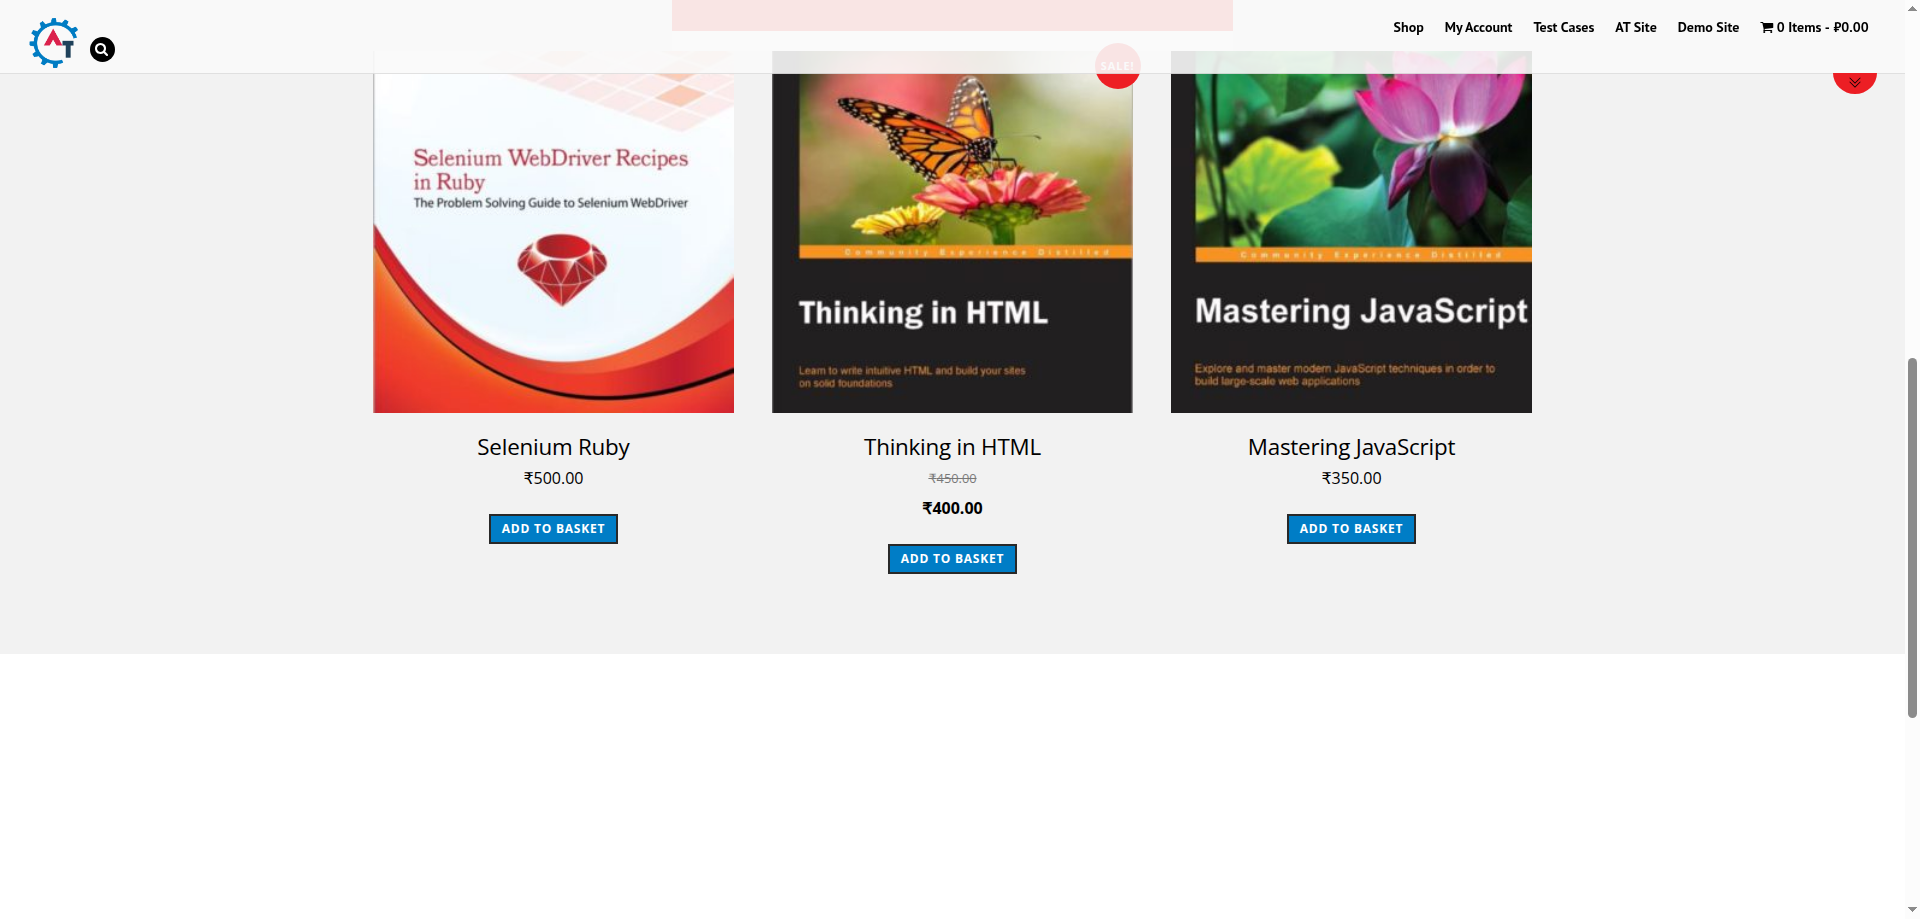 AT
Shop
My Account
Test Cases
AT Site
Demo Site
0 Items - ₽0.00
SALE!
Selenium WebDriver Recipes
in Ruby
The Problem Solving Guide to Selenium WebDriver
Community Experience Distilled
Thinking in HTML
Learn to write intuitive HTML and build your sites
on solid foundations
Community Experience Distilled
Mastering JavaScript
Explore and master modern JavaScript techniques in order to
build large-scale web applications
Selenium Ruby
₹500.00
ADD TO BASKET
Thinking in HTML
₹450.00
₹400.00
ADD TO BASKET
Mastering JavaScript
₹350.00
ADD TO BASKET